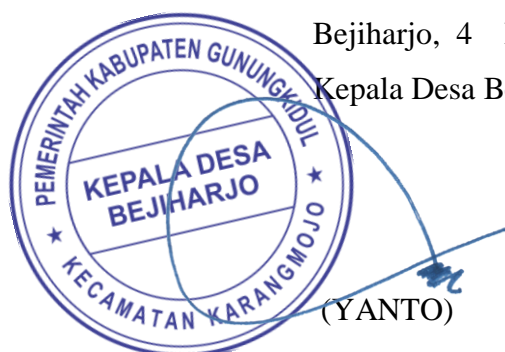 Bejiharjo, 4
Kepala Desa
PEMERINTAH KABUPATEN GUNUNGKIDUL
KEPALA DESA
BEJIHARJO
★ KECAMATAN KARANGMOJO ★
(YANTO)